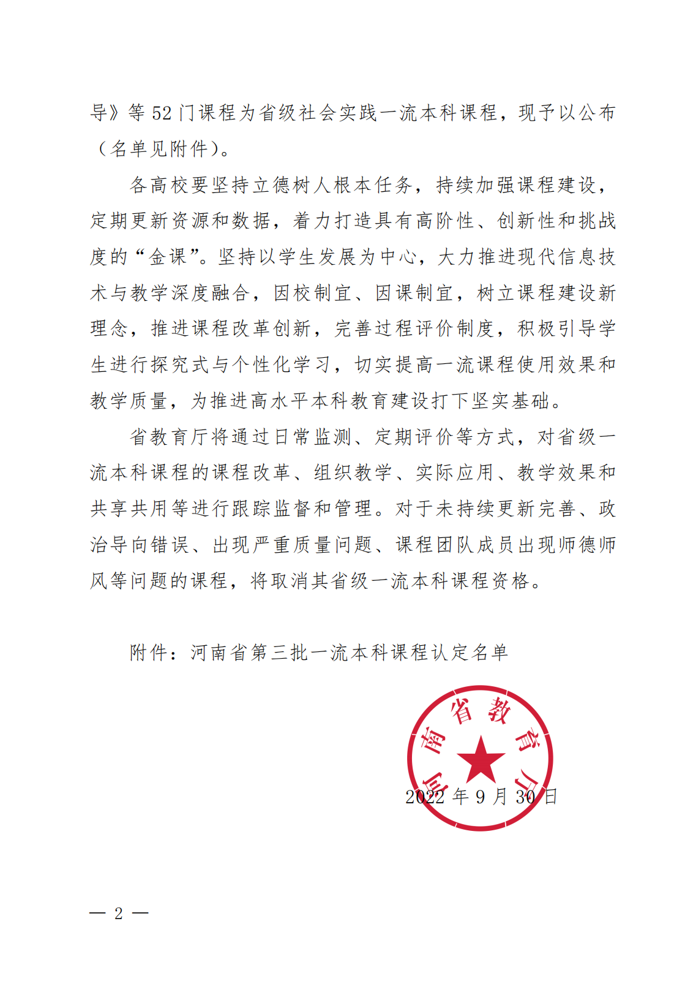 导》等 52 门课程为省级社会实践一流本科课程，现予以公布
（名单见附件）。
各高校要坚持立德树人根本任务，持续加强课程建设，
定期更新资源和数据，着力打造具有高阶性、创新性和挑战
度的“金课”。坚持以学生发展为中心，大力推进现代信息技
术与教学深度融合，因校制宜、因课制宜，树立课程建设新
理念，推进课程改革创新，完善过程评价制度，积极引导学
生进行探究式与个性化学习，切实提高一流课程使用效果和
教学质量，为推进高水平本科教育建设打下坚实基础。
省教育厅将通过日常监测、定期评价等方式，对省级一
流本科课程的课程改革、组织教学、实际应用、教学效果和
共享共用等进行跟踪监督和管理。对于未持续更新完善、政
治导向错误、出现严重质量问题、课程团队成员出现师德师
风等问题的课程，将取消其省级一流本科课程资格。
附件：河南省第三批一流本科课程认定名单
河南省教育厅
2022 年 9 月 30 日
— 2 —